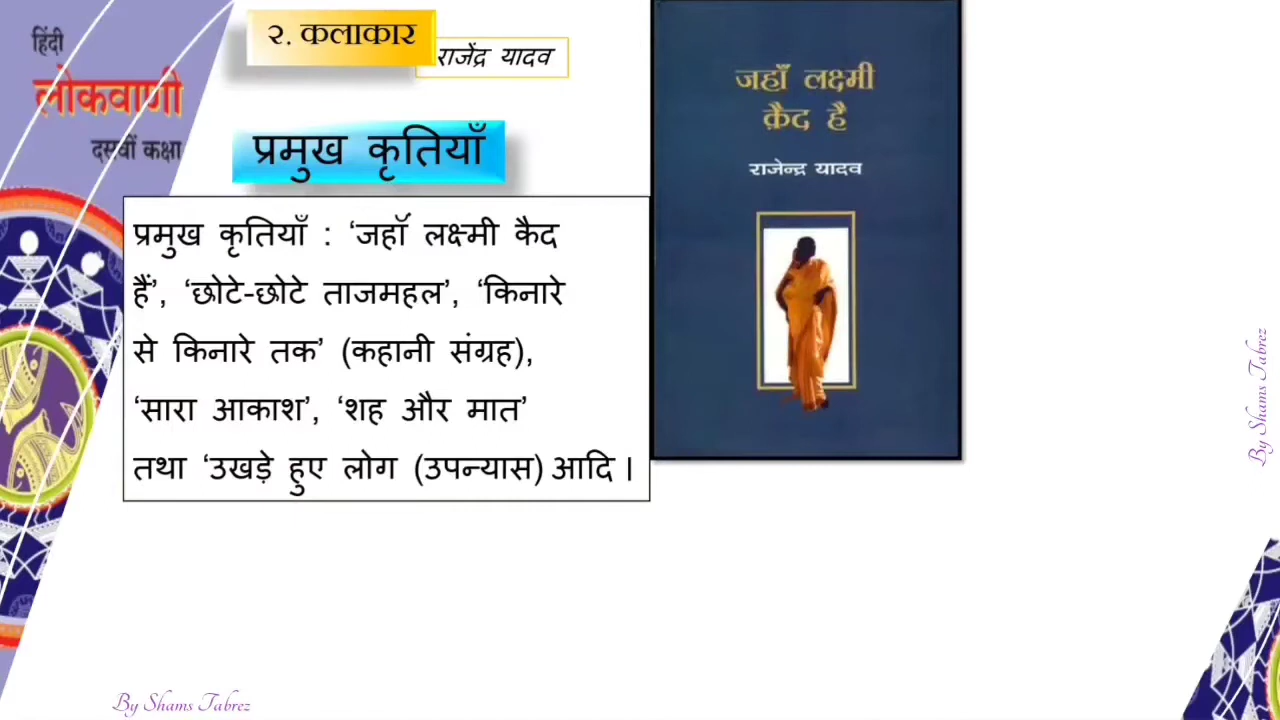 हिंदी
लोकवाणी
दसवीं कक्षा
२. कलाकार
राजेंद्र यादव
प्रमुख कृतियाँ
प्रमुख कृतियाँ : ‘जहाँ लक्ष्मी कैद
हैं’, ‘छोटे-छोटे ताजमहल’, ‘किनारे
से किनारे तक’ (कहानी संग्रह),
‘सारा आकाश’, ‘शह और मात’
तथा ‘उखड़े हुए लोग (उपन्यास) आदि ।
जहाँ लक्ष्मी
क़ैद है
राजेन्द्र यादव
By Shams Tabrez
By Shams Tabrez